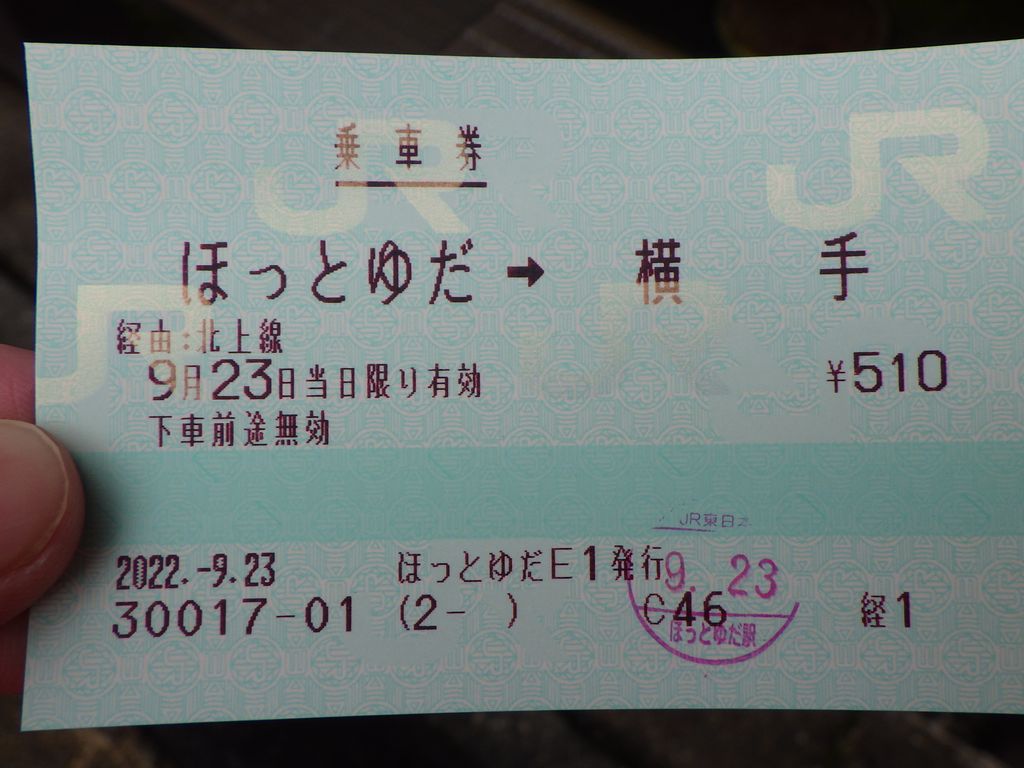 乗車券
ほっとゆだ → 横手
経由:北上線
9月23日当日限り有効
¥510
下車前途無効
JR東日本
2022.-9.23 ほっとゆだE1発行
9. 23
30017-01 (2- ) C46 経1
ほっとゆだ駅
JR
JR
JR
JR